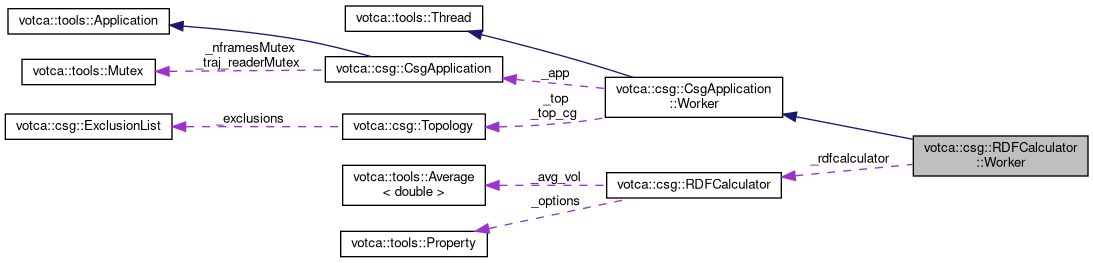 votca::tools::Application
votca::tools::Thread
_nframesMutex
_traj_readerMutex
votca::tools::Mutex
votca::csg::CsgApplication
_app
votca::csg::CsgApplication
::Worker
_top
_top_cg
_exclusions
votca::csg::ExclusionList
votca::csg::Topology
votca::csg::RDFCalculator
::Worker
_rdfcalculator
votca::tools::Average
< double >
_avg_vol
votca::csg::RDFCalculator
_options
votca::tools::Property